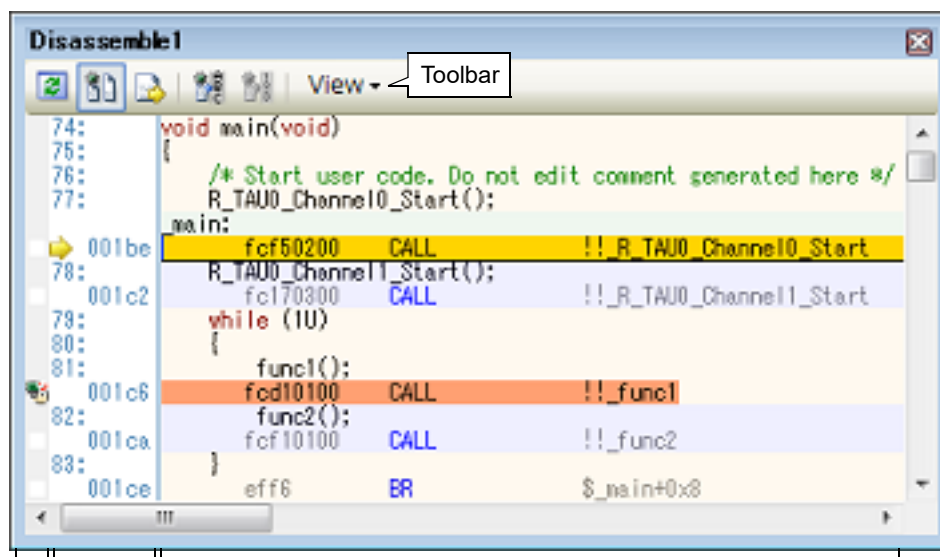 Disassemble1
View
Toolbar
74: void main(void)
75: {
76: /* Start user code. Do not edit comment generated here */
77: R_TAU0_Channel0_Start();
_main:
001be fcf50200 CALL !!_R_TAU0_Channel0_Start
78: R_TAU0_Channel1_Start();
001c2 fc170300 CALL !!_R_TAU0_Channel1_Start
79: while (1U)
80: {
81: func1();
001c6 fcd10100 CALL !!_func1
82: func2();
001ca fcf10100 CALL !!_func2
83: }
001ce eff6 BR $_main+0x8